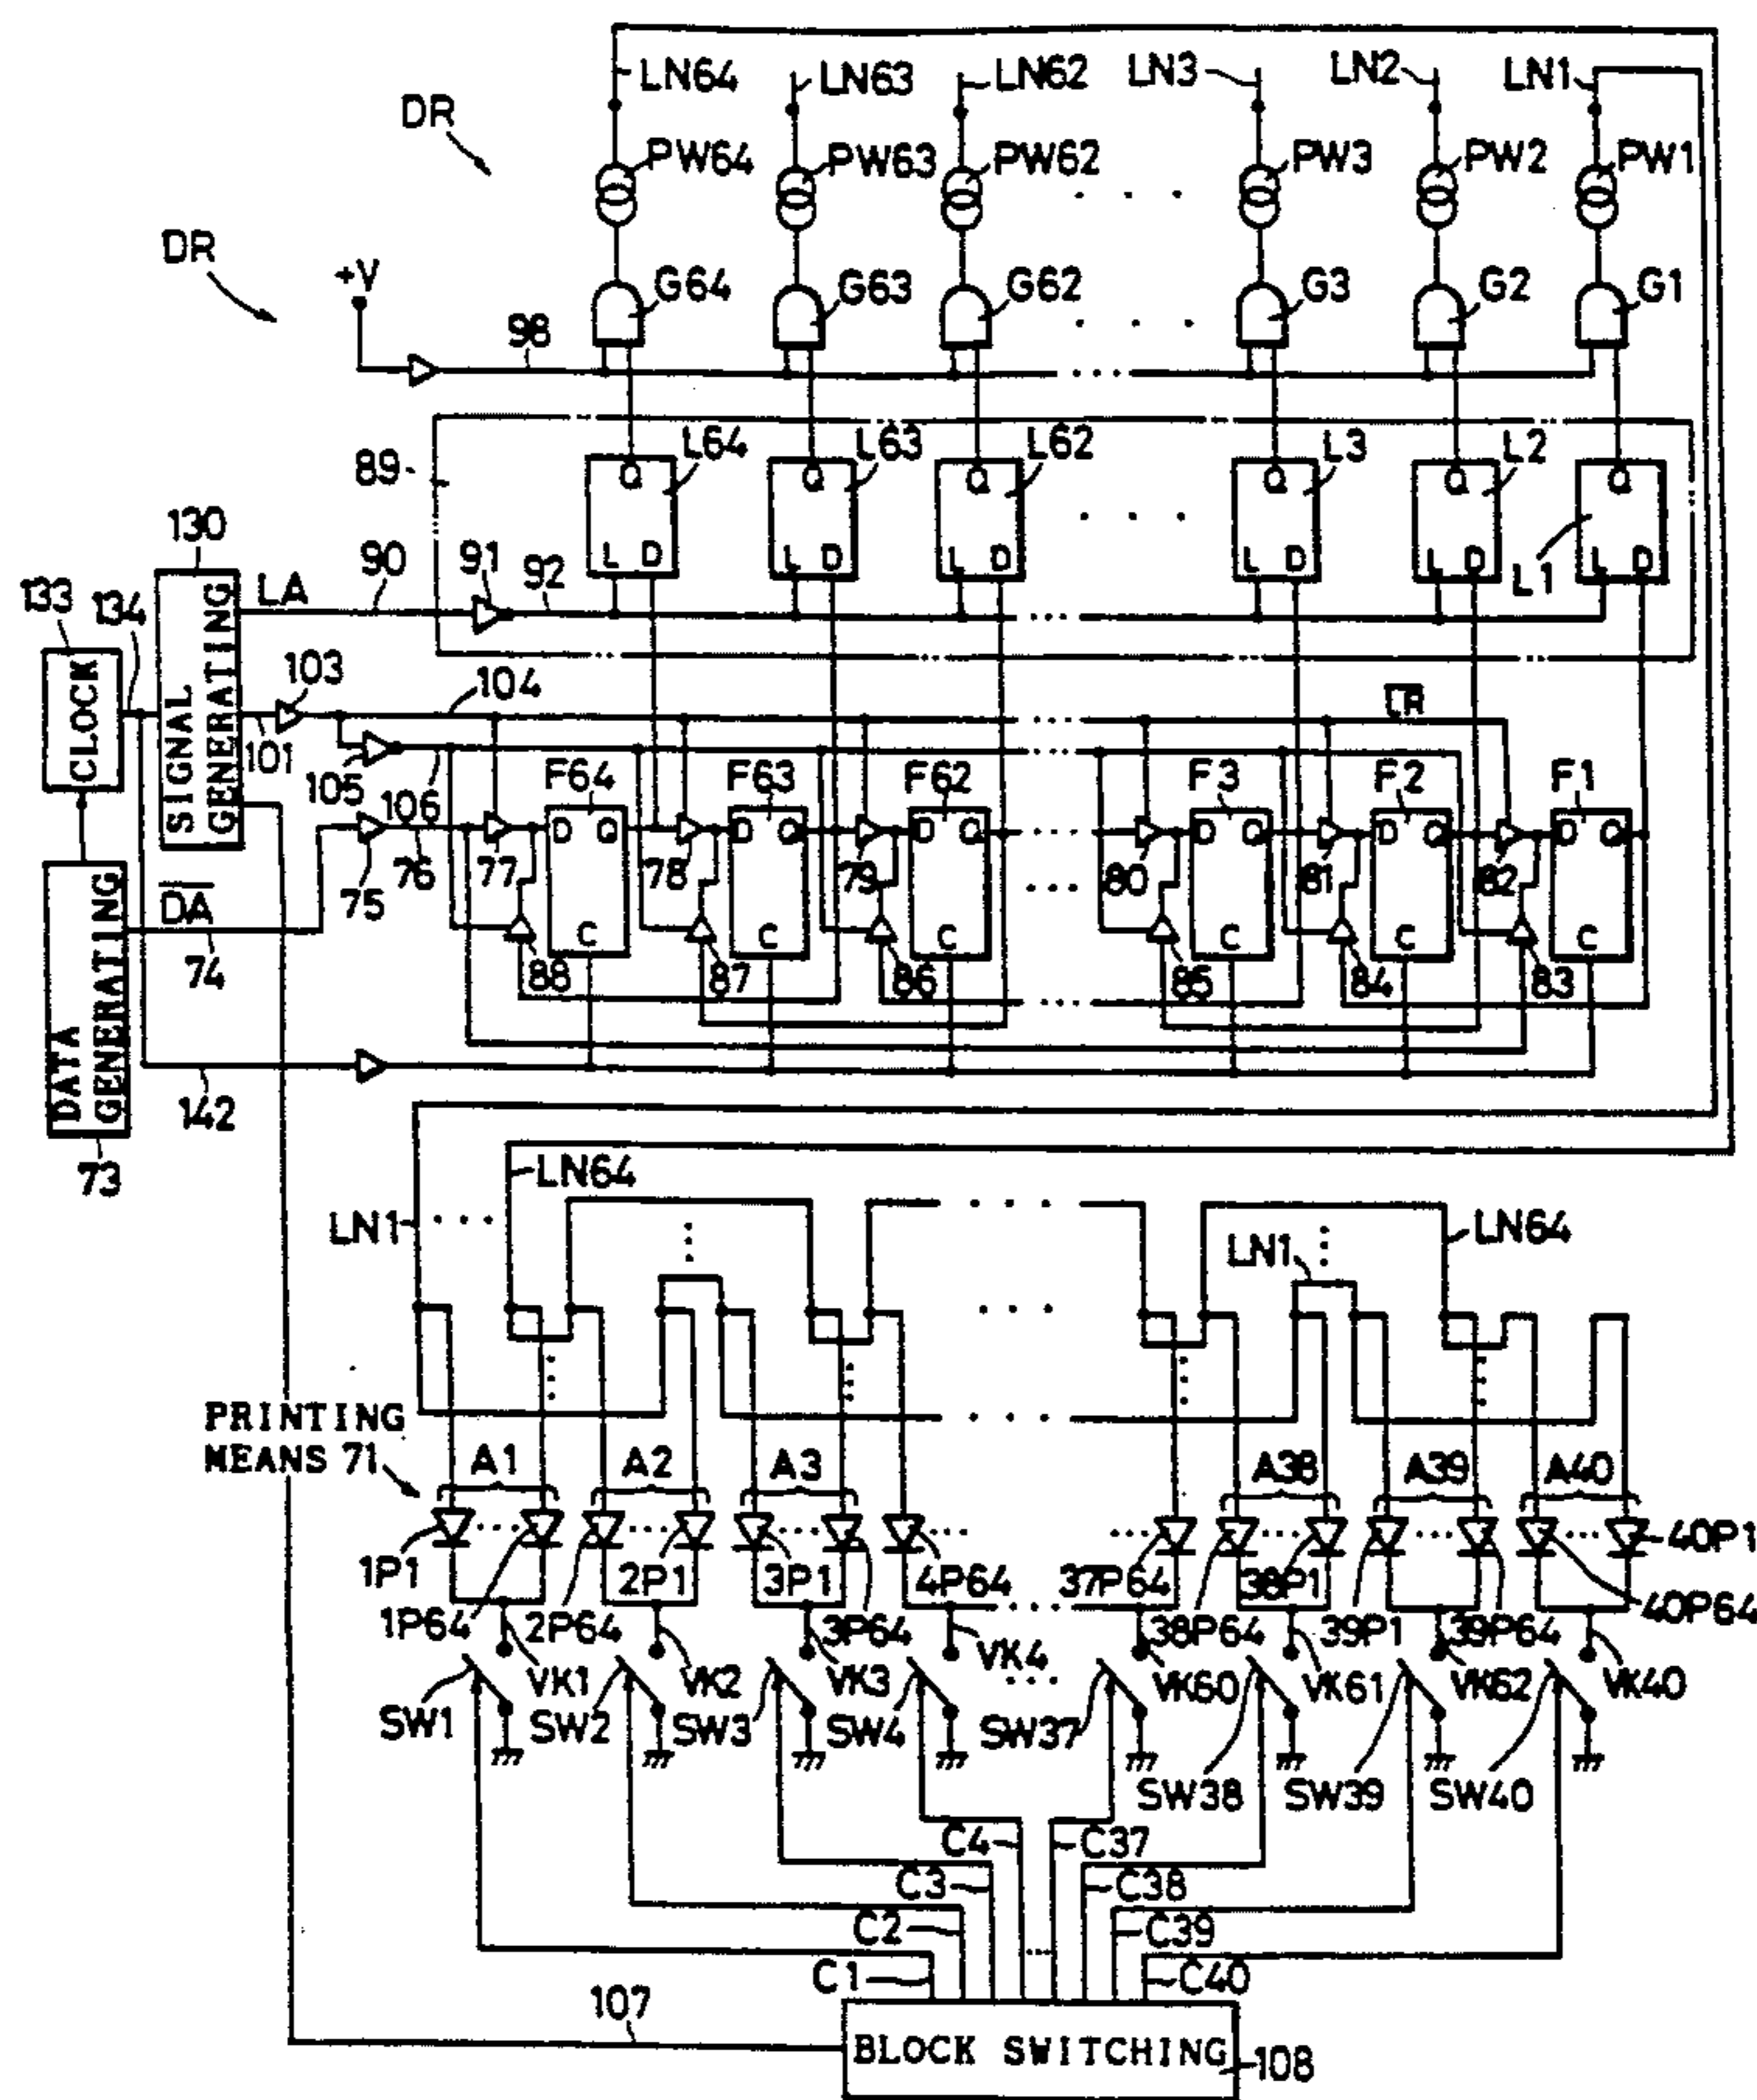 LN64 LN63 LN62 LN3 LN2 LN1
DR
PW64 PW63 PW62 PW3 PW2 PW1
DR
+V
G64 G63 G62 G3 G2 G1
98
89
L64 L63 L62 L3 L2 L1
Q Q Q Q Q Q
L D L D L D L D L D L D
130
133
134
LA
90
91
92
CLOCK
SIGNAL
GENERATING
101
103
104
LR
105
106
F64 F63 F62 F3 F2 F1
D Q D Q D Q D Q D Q D Q
75
76
77
78
79
80
81
82
DA
74
C C C C C C
88
87
86
85
84
83
DATA
GENERATING
73
142
LN64
LN1
LN1
LN64
PRINTING
MEANS 71
A1 A2 A3 A38 A39 A40
1P1
1P64
2P64
2P1
3P1
3P64
4P64
37P64
38P64
38P1
39P1
39P64
40P64
40P1
VK1 VK2 VK3 VK4 VK60 VK61 VK62 VK40
SW1 SW2 SW3 SW4 SW37
SW38 SW39 SW40
C4 C37
C3 C38
C2 C39
C1 C40
107
BLOCK SWITCHING
108